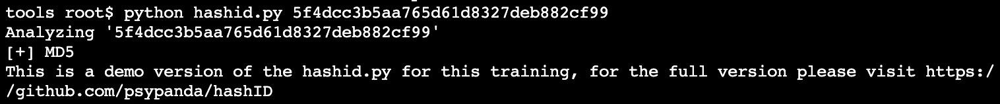 tools root$ python hashid.py 5f4dcc3b5aa765d61d8327deb882cf99
Analyzing '5f4dcc3b5aa765d61d8327deb882cf99'
[+] MD5
This is a demo version of the hashid.py for this training, for the full version please visit https:/
/github.com/psypanda/hashID